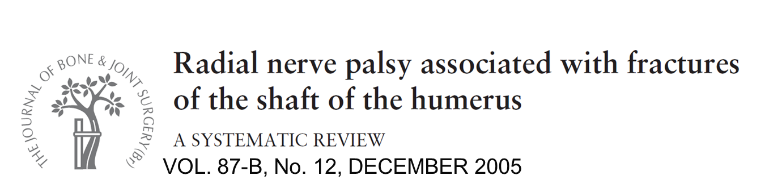 THE JOURNAL OF BONE & JOINT SURGERY (Br)
Radial nerve palsy associated with fractures
of the shaft of the humerus
A SYSTEMATIC REVIEW
VOL. 87-B, No. 12, DECEMBER 2005